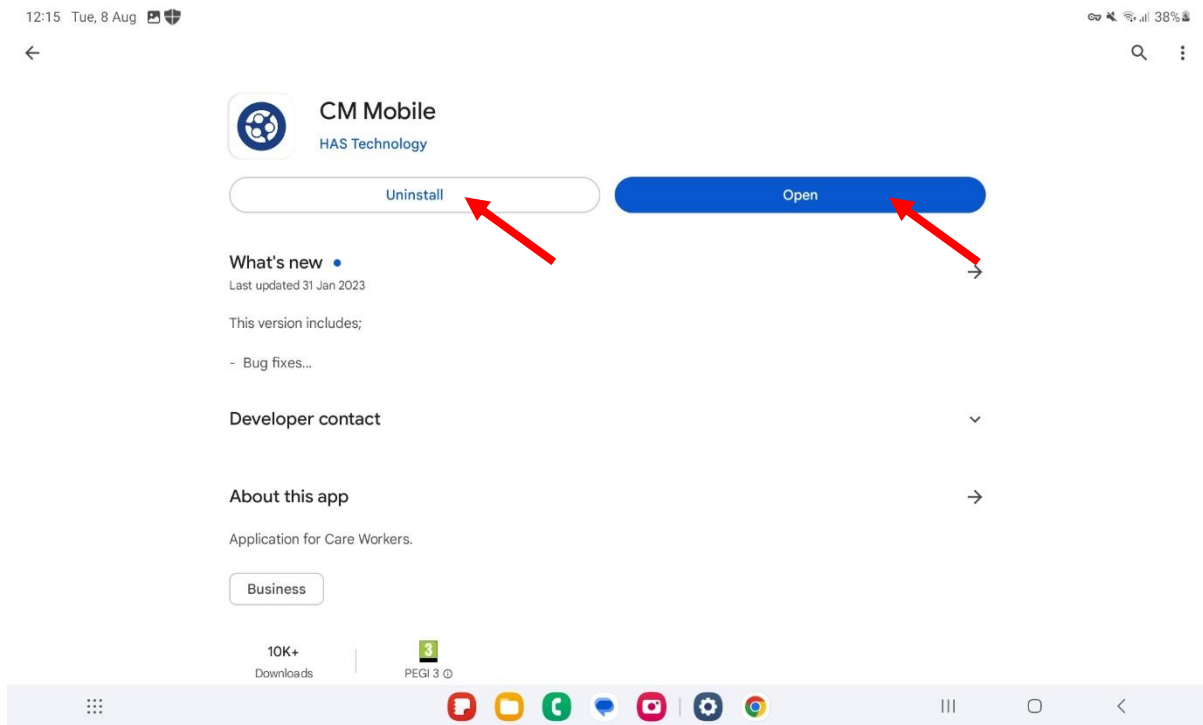 12:15 Tue, 8 Aug
38%
CM Mobile
HAS Technology
Uninstall
Open
What's new
Last updated 31 Jan 2023
This version includes;
- Bug fixes...
Developer contact
About this app
Application for Care Workers.
Business
10K+
3
Downloads
PEGI 3